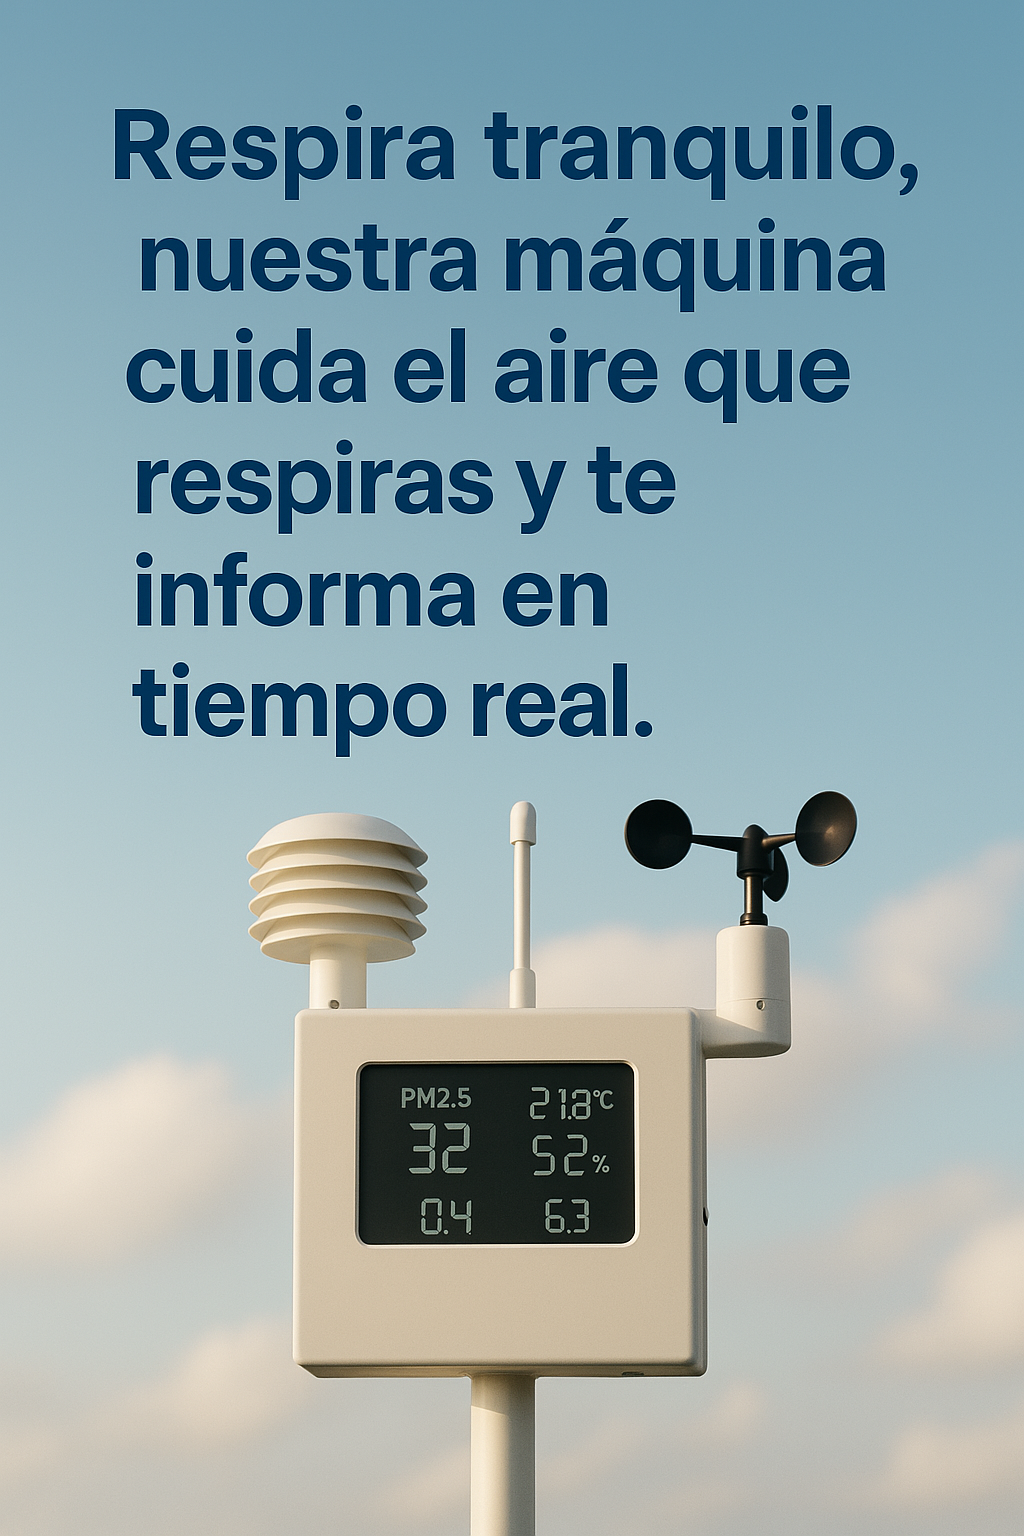 Respira tranquilo,
nuestra máquina
cuida el aire que
respiras y te
informa en
tiempo real.
PM2.5 21.8°C
32 52%
0.4 6.3